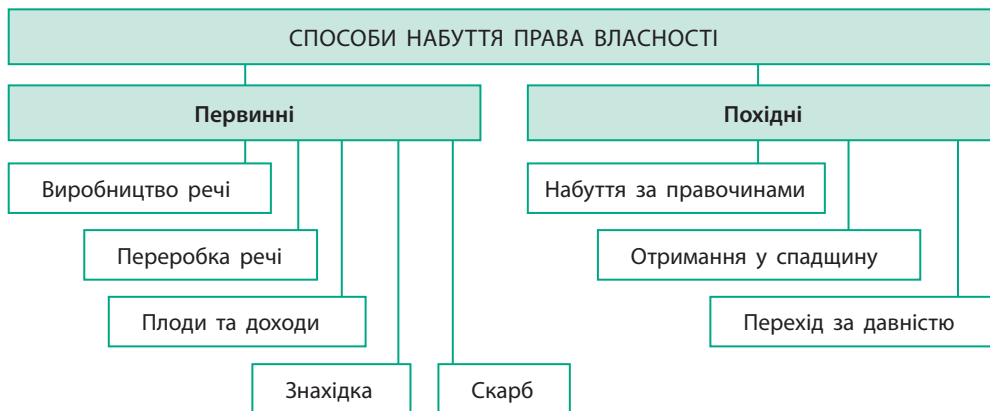 СПОСОБИ НАБУТТЯ ПРАВА ВЛАСНОСТІ
Первинні
Виробництво речі
Переробка речі
Плоди та доходи
Знахідка
Скарб
Похідні
Набуття за правочинами
Отримання у спадщину
Перехід за давністю